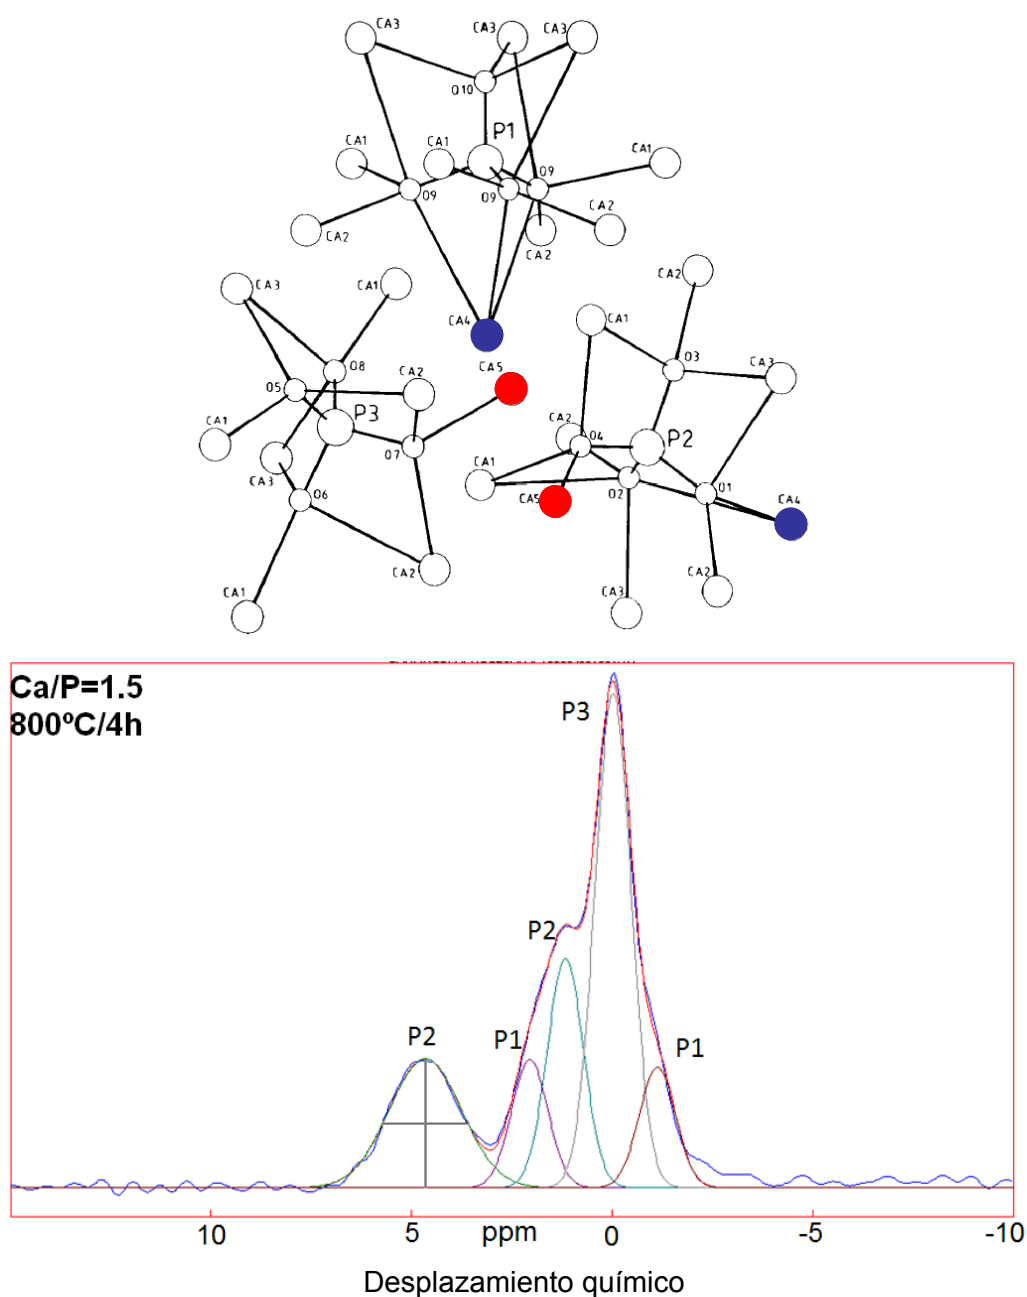 CA3 CA3 CA3
O10
P1
CA1 CA1 CA1
O9 O9 O9
CA2 CA2 CA2
CA4
CA3 CA1
CA5
O8
CA2
O5
P3
CA1
O7
CA3
O6
CA2
CA1
CA2
CA1
O3
CA3
CA2
O4
P2
CA1
O2
O1
CA5
CA4
CA2
CA3
Ca/P=1.5
800ºC/4h
P3
P2
P2
P1
P1
10 5 ppm 0 -5 -10
Desplazamiento químico